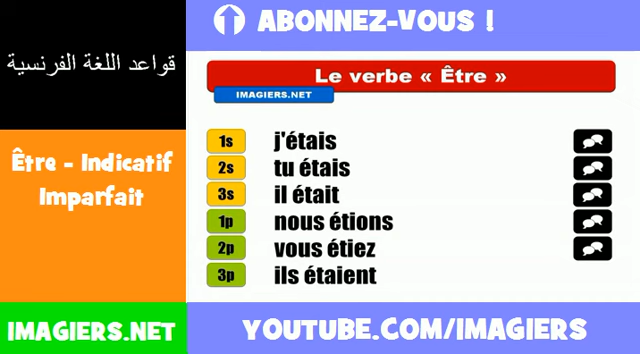 ABONNEZ-VOUS !
قواعد اللغة الفرنسية
Être - Indicatif
Imparfait
Le verbe « Être »
IMAGIERS.NET
1s j'étais
2s tu étais
3s il était
1p nous étions
2p vous étiez
3p ils étaient
IMAGIERS.NET
YOUTUBE.COM/IMAGIERS